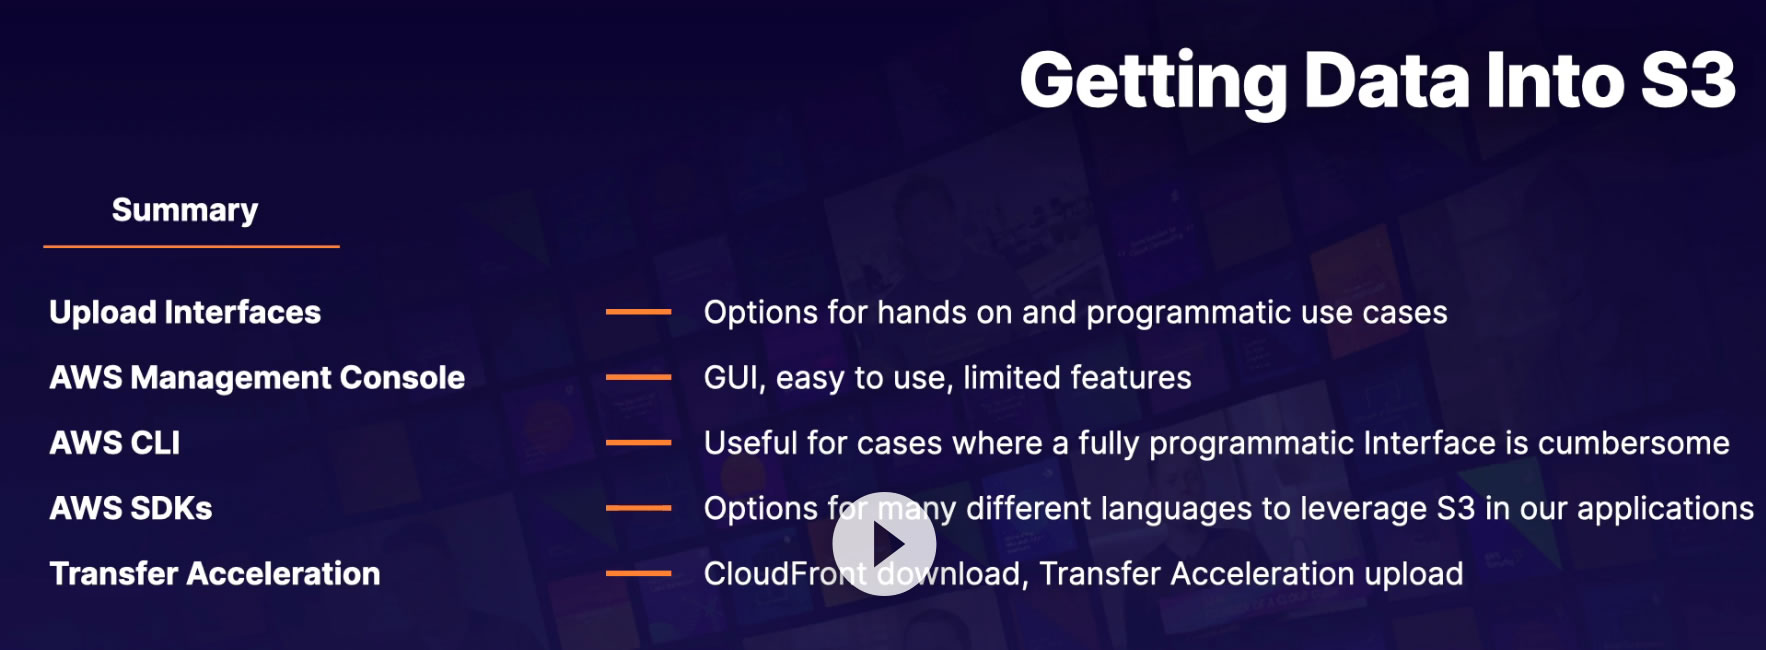 Getting Data Into S3
Summary
Upload Interfaces — Options for hands on and programmatic use cases
AWS Management Console — GUI, easy to use, limited features
AWS CLI — Useful for cases where a fully programmatic Interface is cumbersome
AWS SDKs — Options for many different languages to leverage S3 in our applications
Transfer Acceleration — CloudFront download, Transfer Acceleration upload